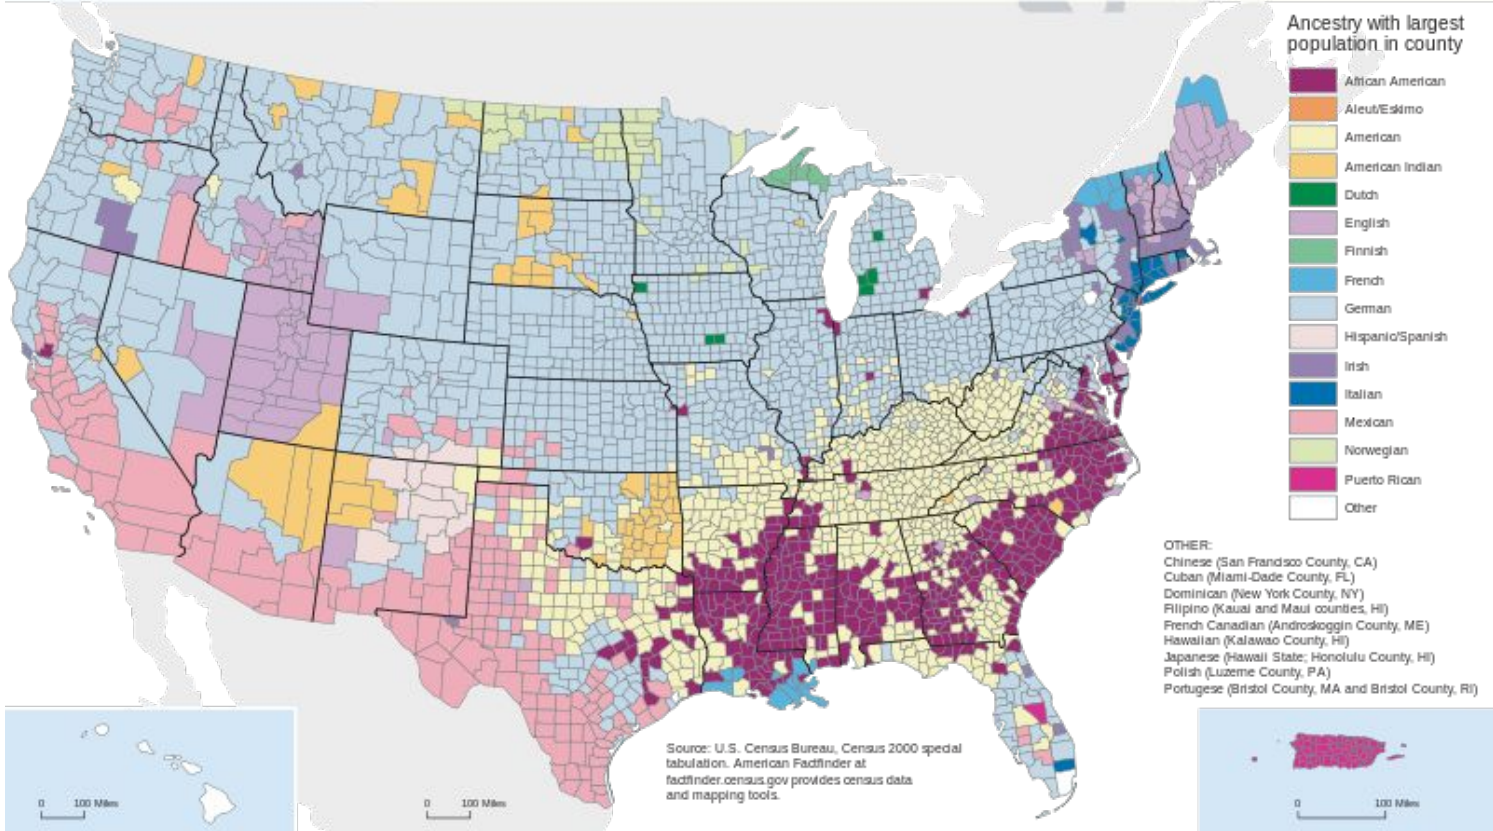 Ancestry with largest
population in county
African American
Aleut/Eskimo
American
American Indian
Dutch
English
Finnish
French
German
Hispanic/Spanish
Irish
Italian
Mexican
Norwegian
Puerto Rican
Other
OTHER:
Chinese (San Francisco County, CA)
Cuban (Miami-Dade County, FL)
Dominican (New York County, NY)
Filipino (Kauai and Maui counties, HI)
French Canadian (Androskoggin County, ME)
Hawaiian (Kalawao County, HI)
Japanese (Hawaii State; Honolulu County, HI)
Polish (Luzerne County, PA)
Portugese (Bristol County, MA and Bristol County, RI)
Source: U.S. Census Bureau, Census 2000 special
tabulation. American Factfinder at
factfinder.census.gov provides census data
and mapping tools.
0 100 Miles
0 100 Miles
0 100 Miles